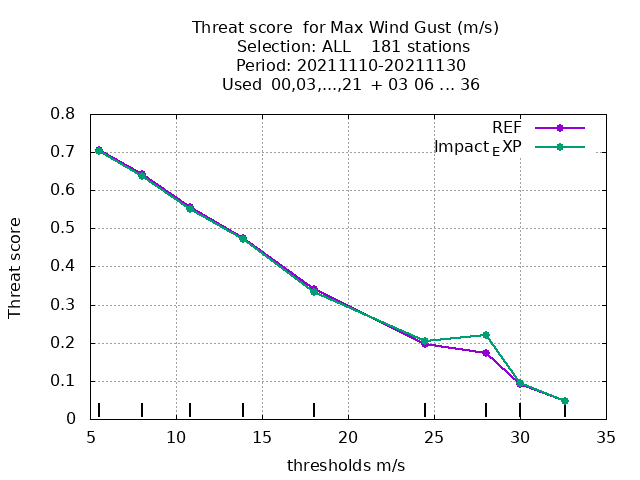 Threat score  for Max Wind Gust (m/s)
Selection: ALL    181 stations
Period: 20211110-20211130
Used  00,03,...,21  + 03 06 ... 36
REF
Impact_EXP
Threat score
0.8
0.7
0.6
0.5
0.4
0.3
0.2
0.1
0
5 10 15 20 25 30 35
thresholds m/s